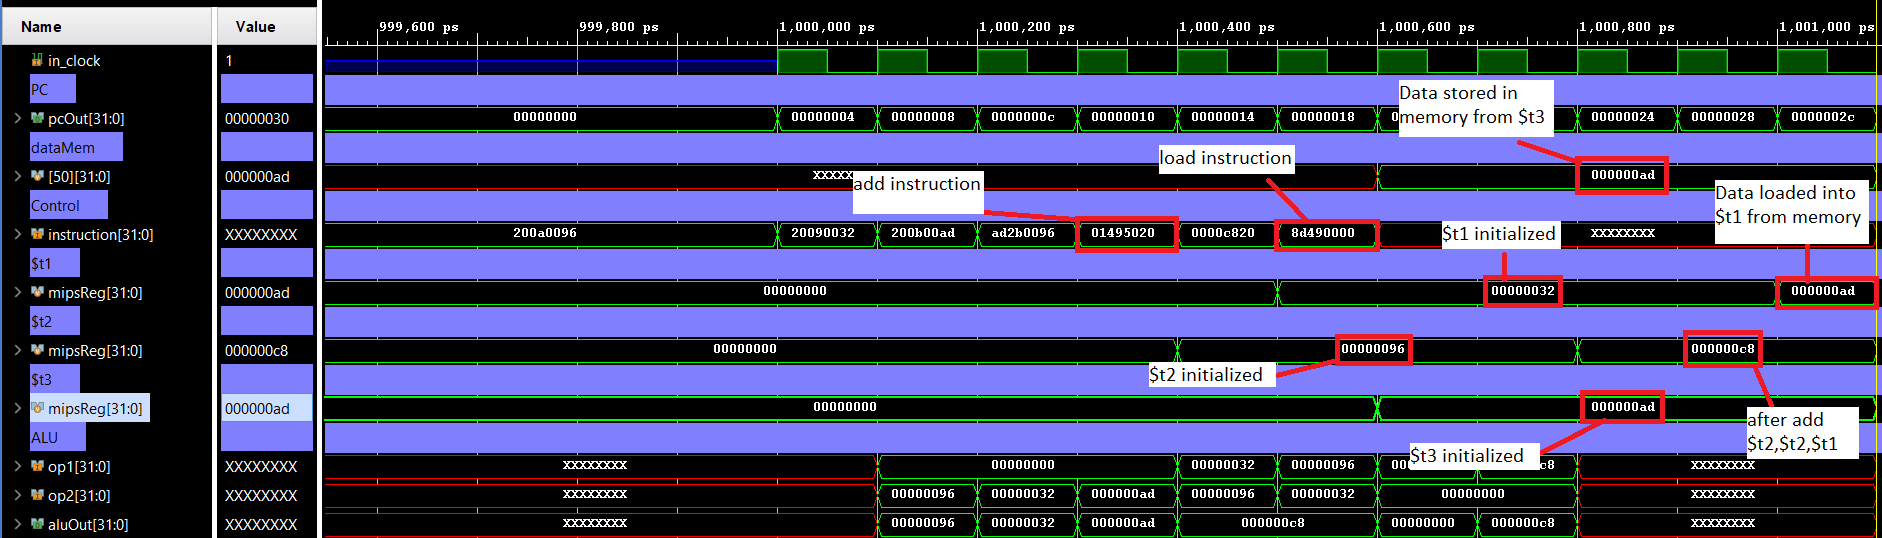 Name Value 999,600 ps 999,800 ps 1,000,000 ps 1,000,200 ps 1,000,400 ps 1,000,600 ps 1,000,800 ps 1,001,000 ps
in_clock 1
PC
Data stored in
memory from $t3
pcOut[31:0] 00000030 00000000 00000004 00000008 0000000c 00000010 00000014 00000018 00000024 00000028 0000002c
dataMem
load instruction
[50][31:0] 000000ad 000000ad
add instruction
Data loaded into
$t1 from memory
Control
instruction[31:0] XXXXXXXX 200a0096 20090032 200b00ad ad2b0096 01495020 0000c820 8d490000 XXXXXXXX
$t1 initialized
$t1
mipsReg[31:0] 000000ad 00000000 00000032 000000ad
$t2
mipsReg[31:0] 000000c8 00000000 00000096 000000c8
$t2 initialized
$t3
mipsReg[31:0] 000000ad 00000000 000000ad
after add
$t2,$t2,$t1
ALU
$t3 initialized
op1[31:0] XXXXXXXX XXXXXXXX 00000000 00000032 00000096 XXXXXXXX
op2[31:0] XXXXXXXX XXXXXXXX 00000096 00000032 000000ad 00000096 00000032 00000000 XXXXXXXX
aluOut[31:0] XXXXXXXX XXXXXXXX 00000096 00000032 000000ad 000000c8 00000000 000000c8 XXXXXXXX